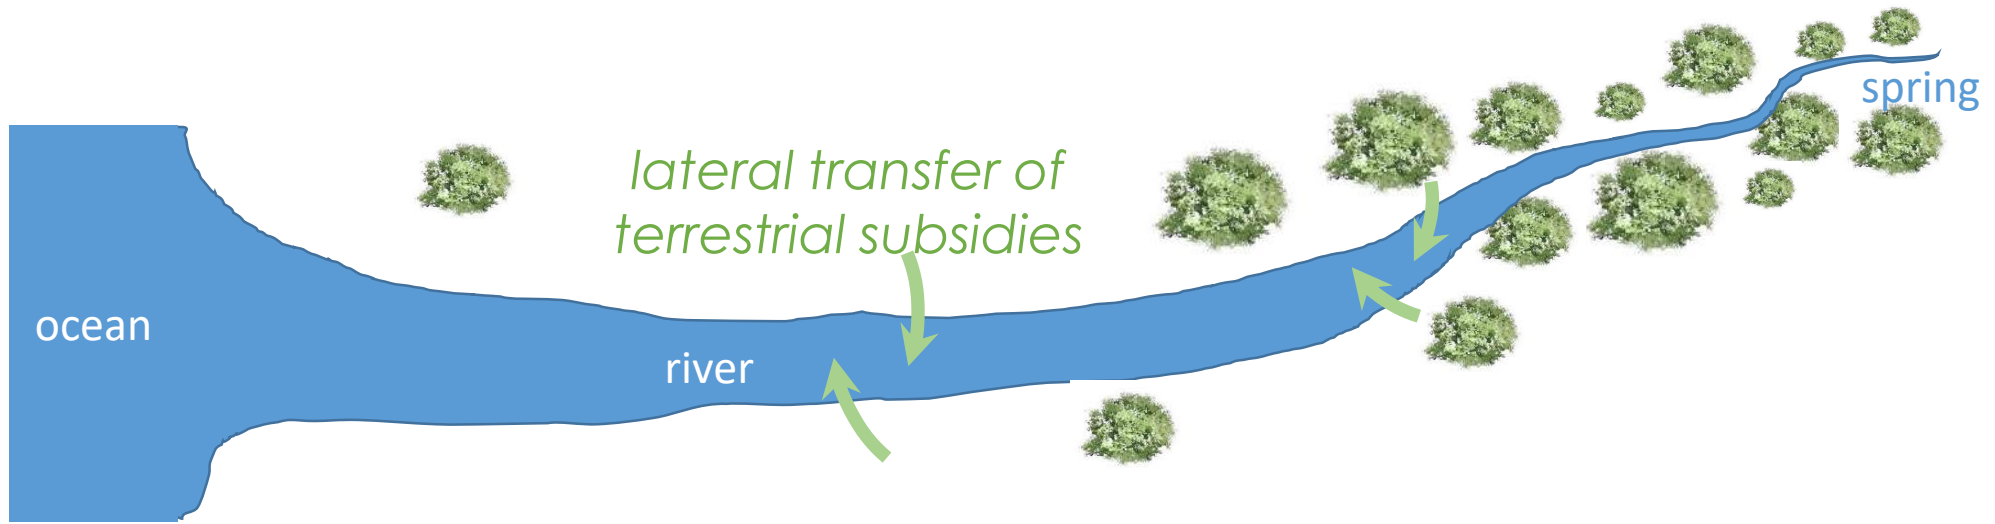 spring
lateral transfer of
terrestrial subsidies
ocean
river